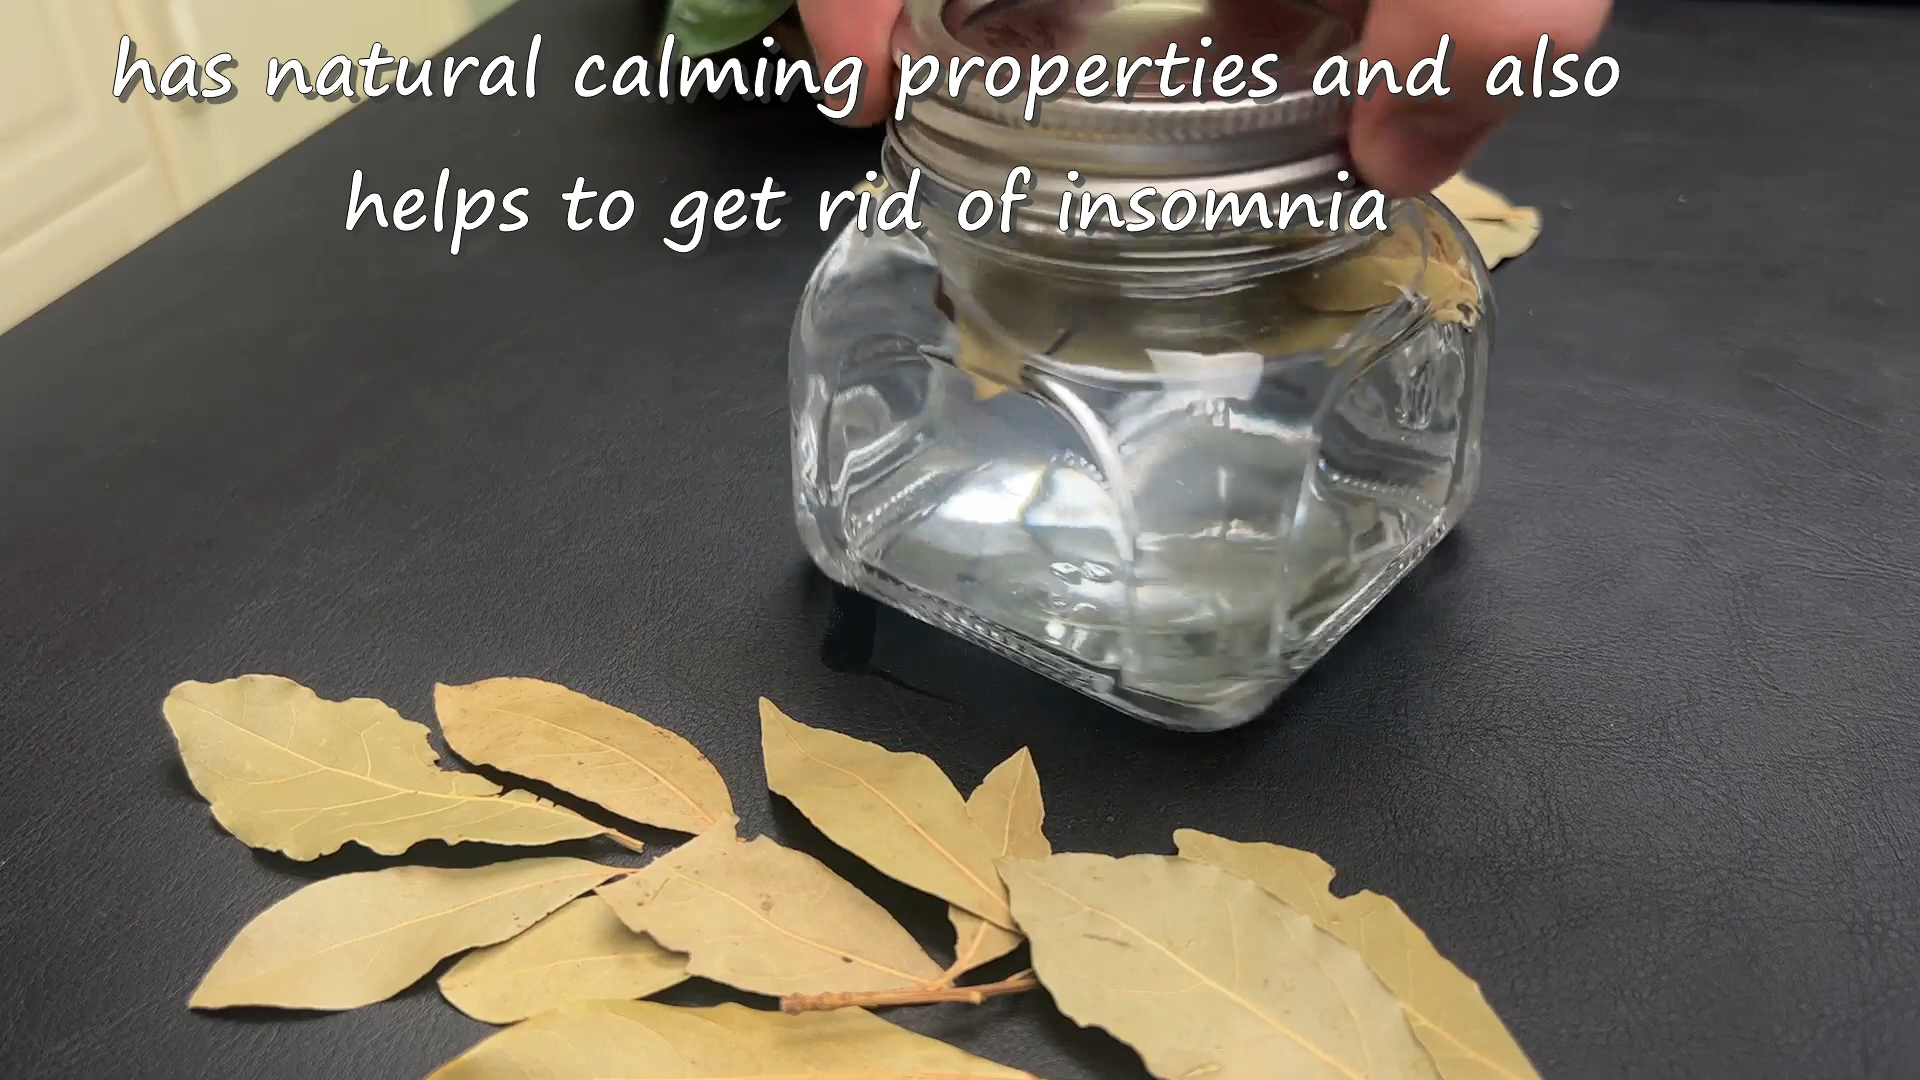 has natural calming properties and also
helps to get rid of insomnia